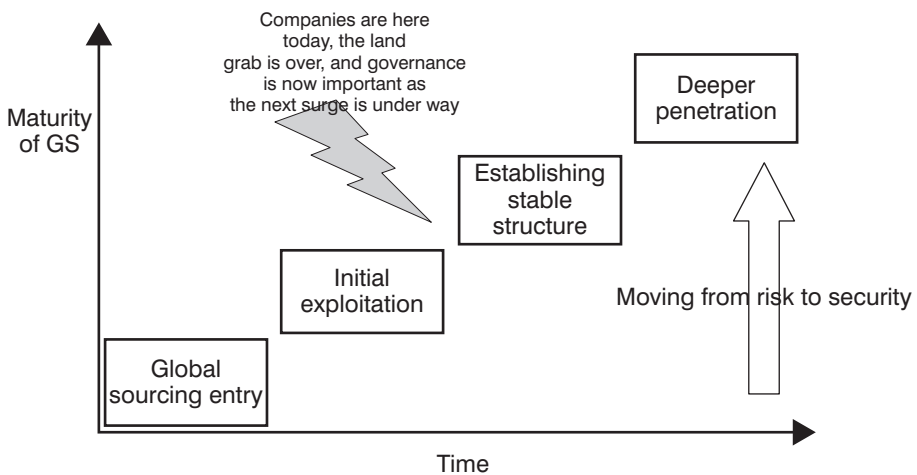 Companies are here
today, the land
grab is over, and governance
is now important as
the next surge is under way
Maturity
of GS
Deeper
penetration
Establishing
stable
structure
Initial
exploitation
Moving from risk to security
Global
sourcing entry
Time